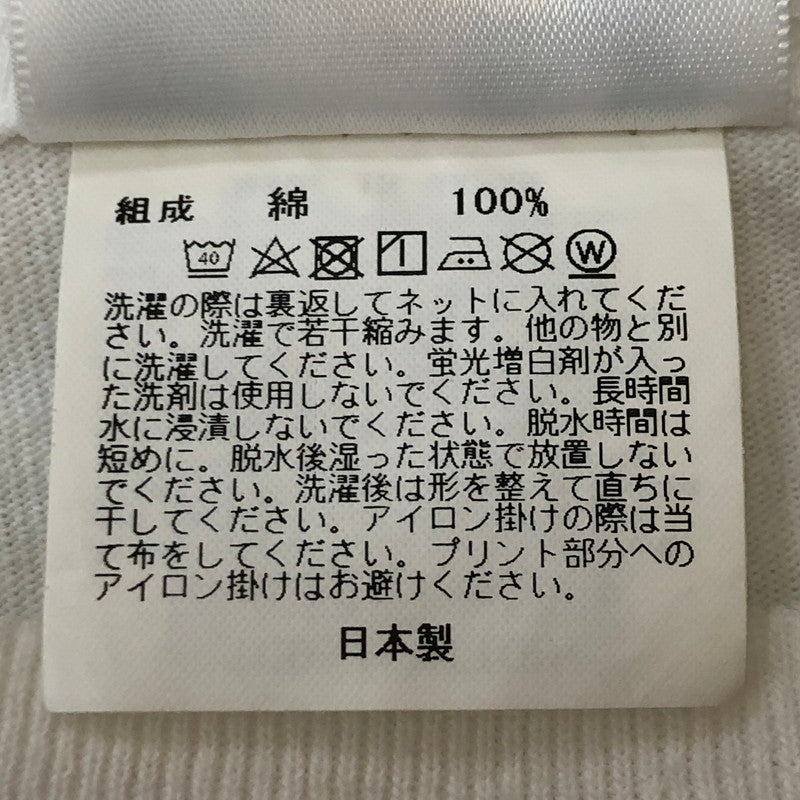 組成 綿 100%
40 W
洗濯の際は裏返してネットに入れてくだ
さい。洗濯で若干縮みます。他の物と別
に洗濯してください。蛍光増白剤が入っ
た洗剤は使用しないでください。長時間
水に浸漬しないでください。脱水時間は
短めに。脱水後湿った状態で放置しない
でください。洗濯後は形を整えて直ちに
干してください。アイロン掛けの際は当
て布をしてください。プリント部分への
アイロン掛けはお避けください。
日本製